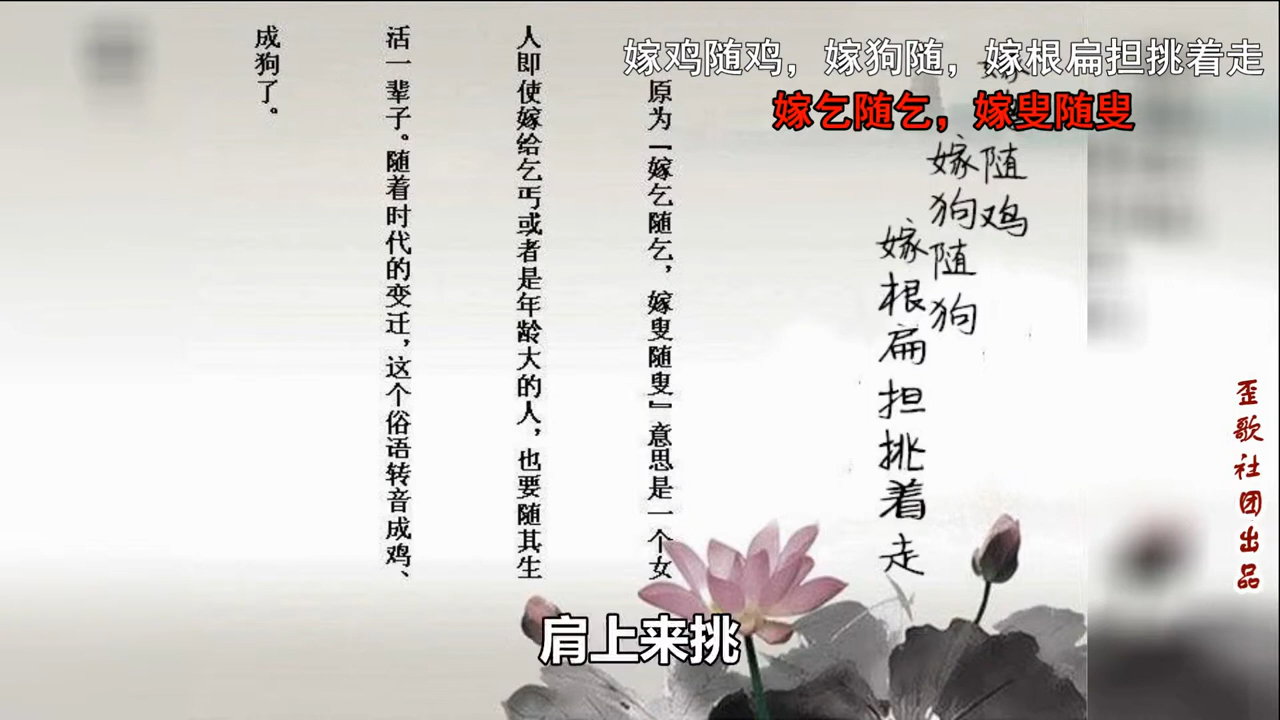 嫁鸡随鸡，嫁狗随，嫁根扁担挑着走
嫁乞随乞，嫁叟随叟
嫁 随鸡
嫁狗随狗
嫁根扁担挑着走
原为「嫁乞随乞，嫁叟随叟』意思是一个女
人即使嫁给乞丐或者是年龄大的人，也要随其生
活一辈子。随着时代的变迁，这个俗语转音成鸡、
成狗了。
歪歌社团出品
肩上来挑